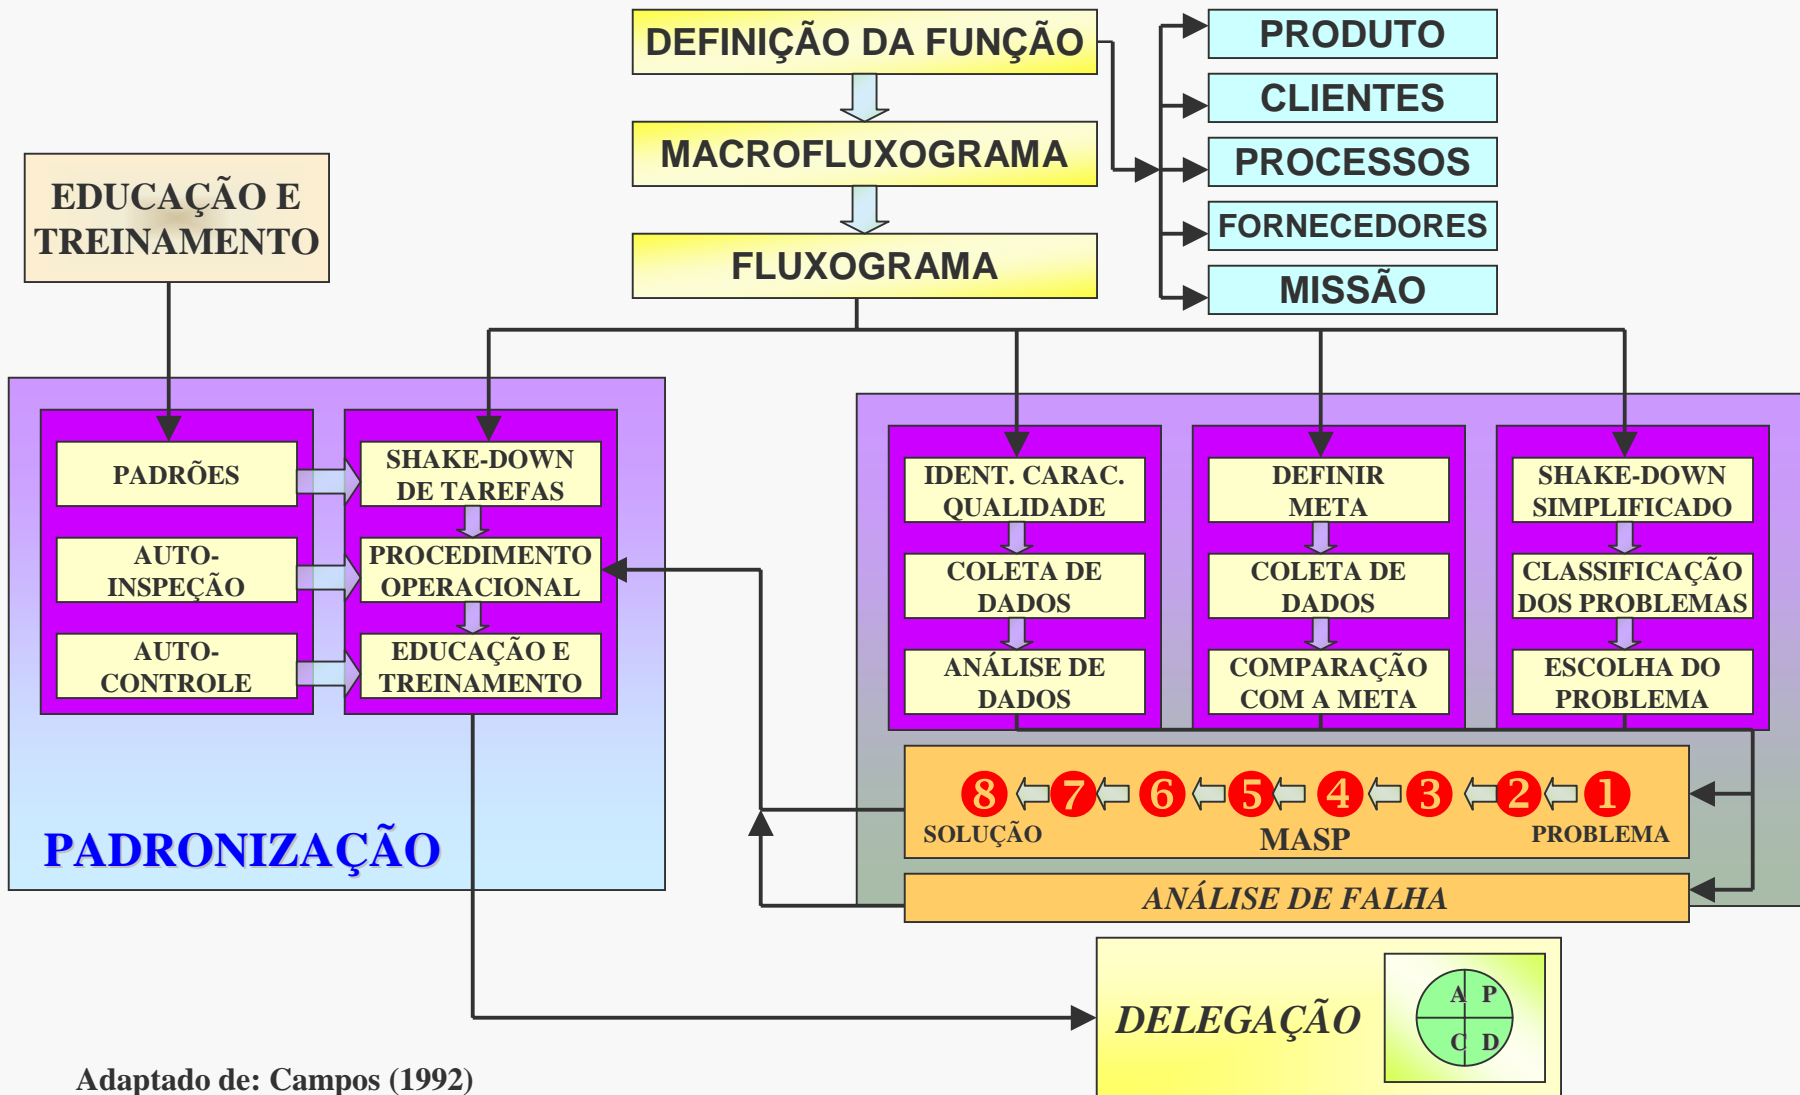 DEFINIÇÃO DA FUNÇÃO
MACROFLUXOGRAMA
FLUXOGRAMA
PRODUTO
CLIENTES
PROCESSOS
FORNECEDORES
MISSÃO
EDUCAÇÃO E
TREINAMENTO
PADRÕES
AUTO-
INSPEÇÃO
AUTO-
CONTROLE
SHAKE-DOWN
DE TAREFAS
PROCEDIMENTO
OPERACIONAL
EDUCAÇÃO E
TREINAMENTO
PADRONIZAÇÃO
IDENT. CARAC.
QUALIDADE
COLETA DE
DADOS
ANÁLISE DE
DADOS
DEFINIR
META
COLETA DE
DADOS
COMPARAÇÃO
COM A META
SHAKE-DOWN
SIMPLIFICADO
CLASSIFICAÇÃO
DOS PROBLEMAS
ESCOLHA DO
PROBLEMA
8 7 6 5 4 3 2 1
SOLUÇÃO MASP PROBLEMA
ANÁLISE DE FALHA
DELEGAÇÃO
A P
C D
Adaptado de: Campos (1992)